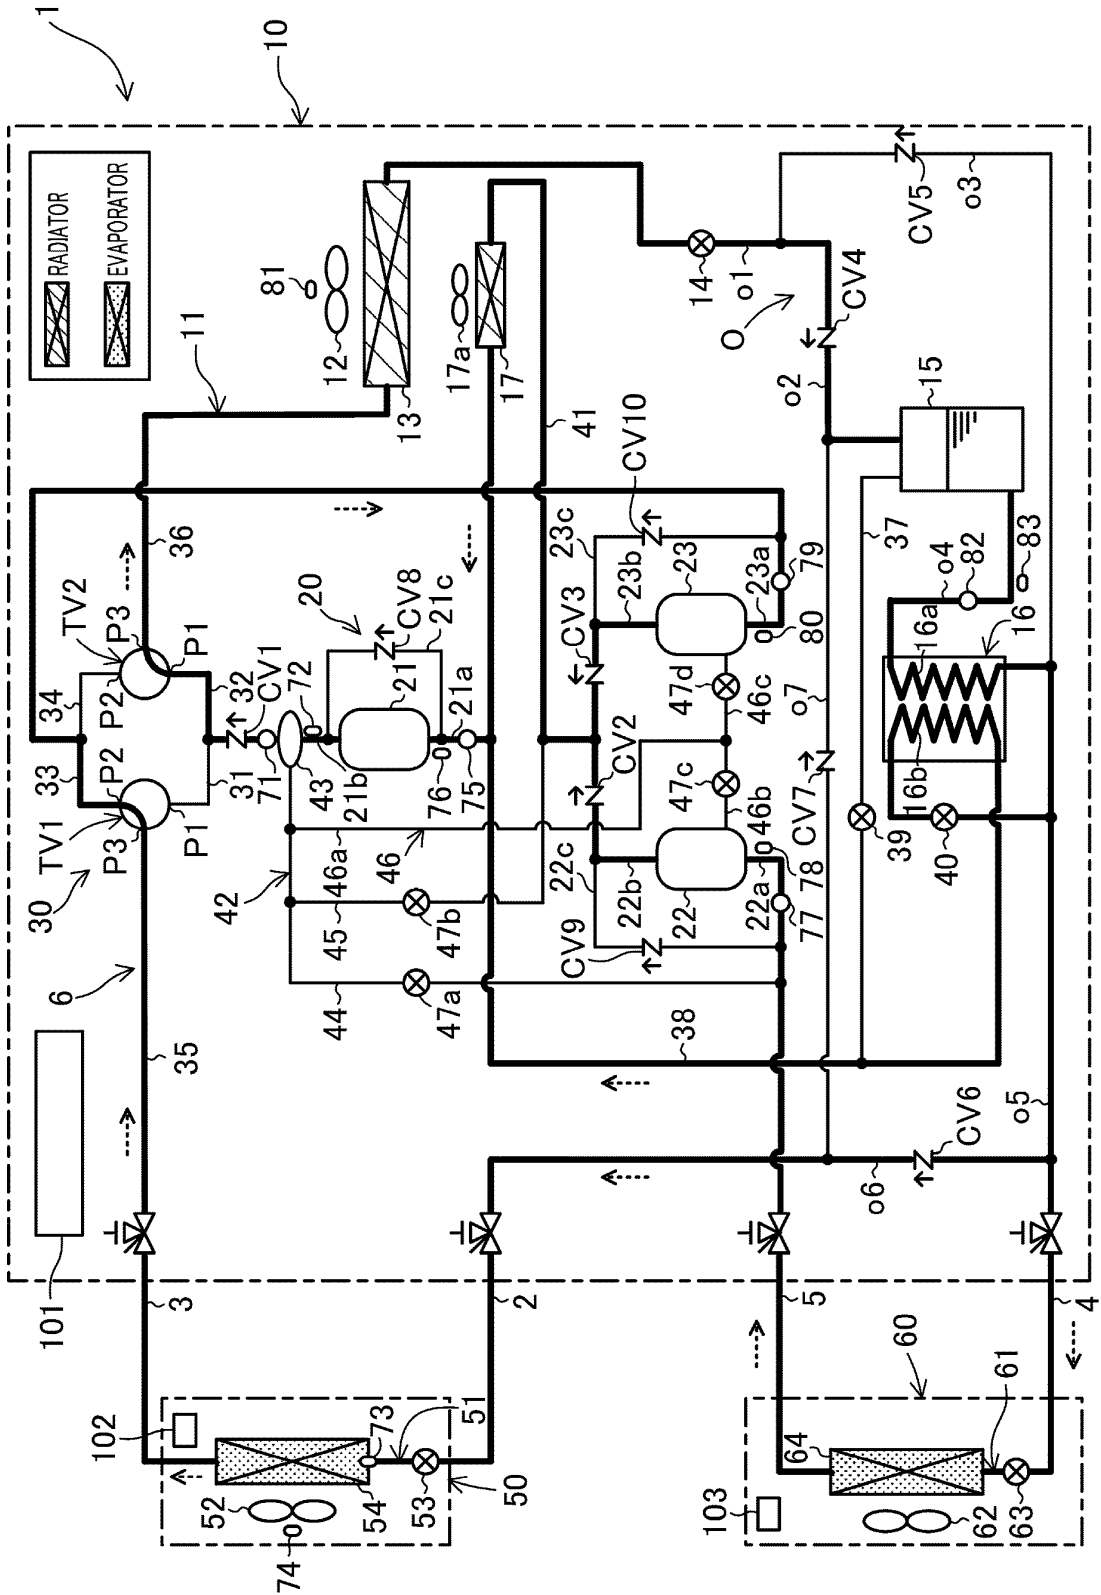 1
101
6
30
TV1
33
34
TV2
RADIATOR
EVAPORATOR
10
102
3
35
P3
P2
P1
P2
P3
P1
36
11
52
42
31
32
CV1
81
74
44
45
46a
43
71
72
20
12
54
73
46
21b
CV8
21
21c
13
53
51
47a
47b
76
75
21a
17a
50
2
17
CV9
22c
CV3
23c
41
22b
CV2
23b
CV10
22
47c
47d
23
38
22a
46b
46c
23a
14
103
64
5
77
78
80
79
o1
O
60
CV7
o7
o2
CV4
62
61
o6
39
37
CV5
63
CV6
40
16b
16a
o4
15
o3
o5
16
82
83
4